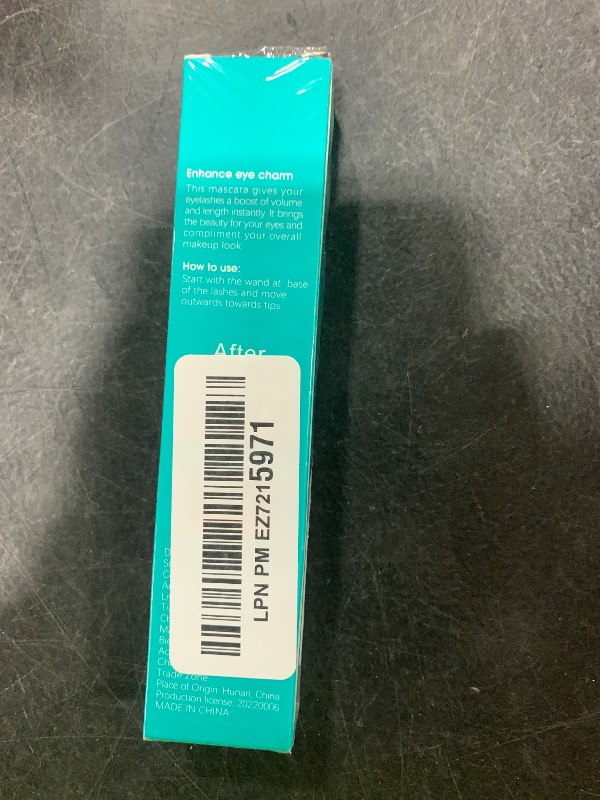 Enhance eye charm
This mascara gives your
eyelashes a boost of volume
and length instantly. It brings
the beauty for your eyes and
compliment your overall
makeup look
How to use:
Start with the wand at base
of the lashes and move
outwards towards tips
After
LPN PM EZ7215971
Trade Zone
Place of Origin: Hunan, China
Production license: 20220006
MADE IN CHINA